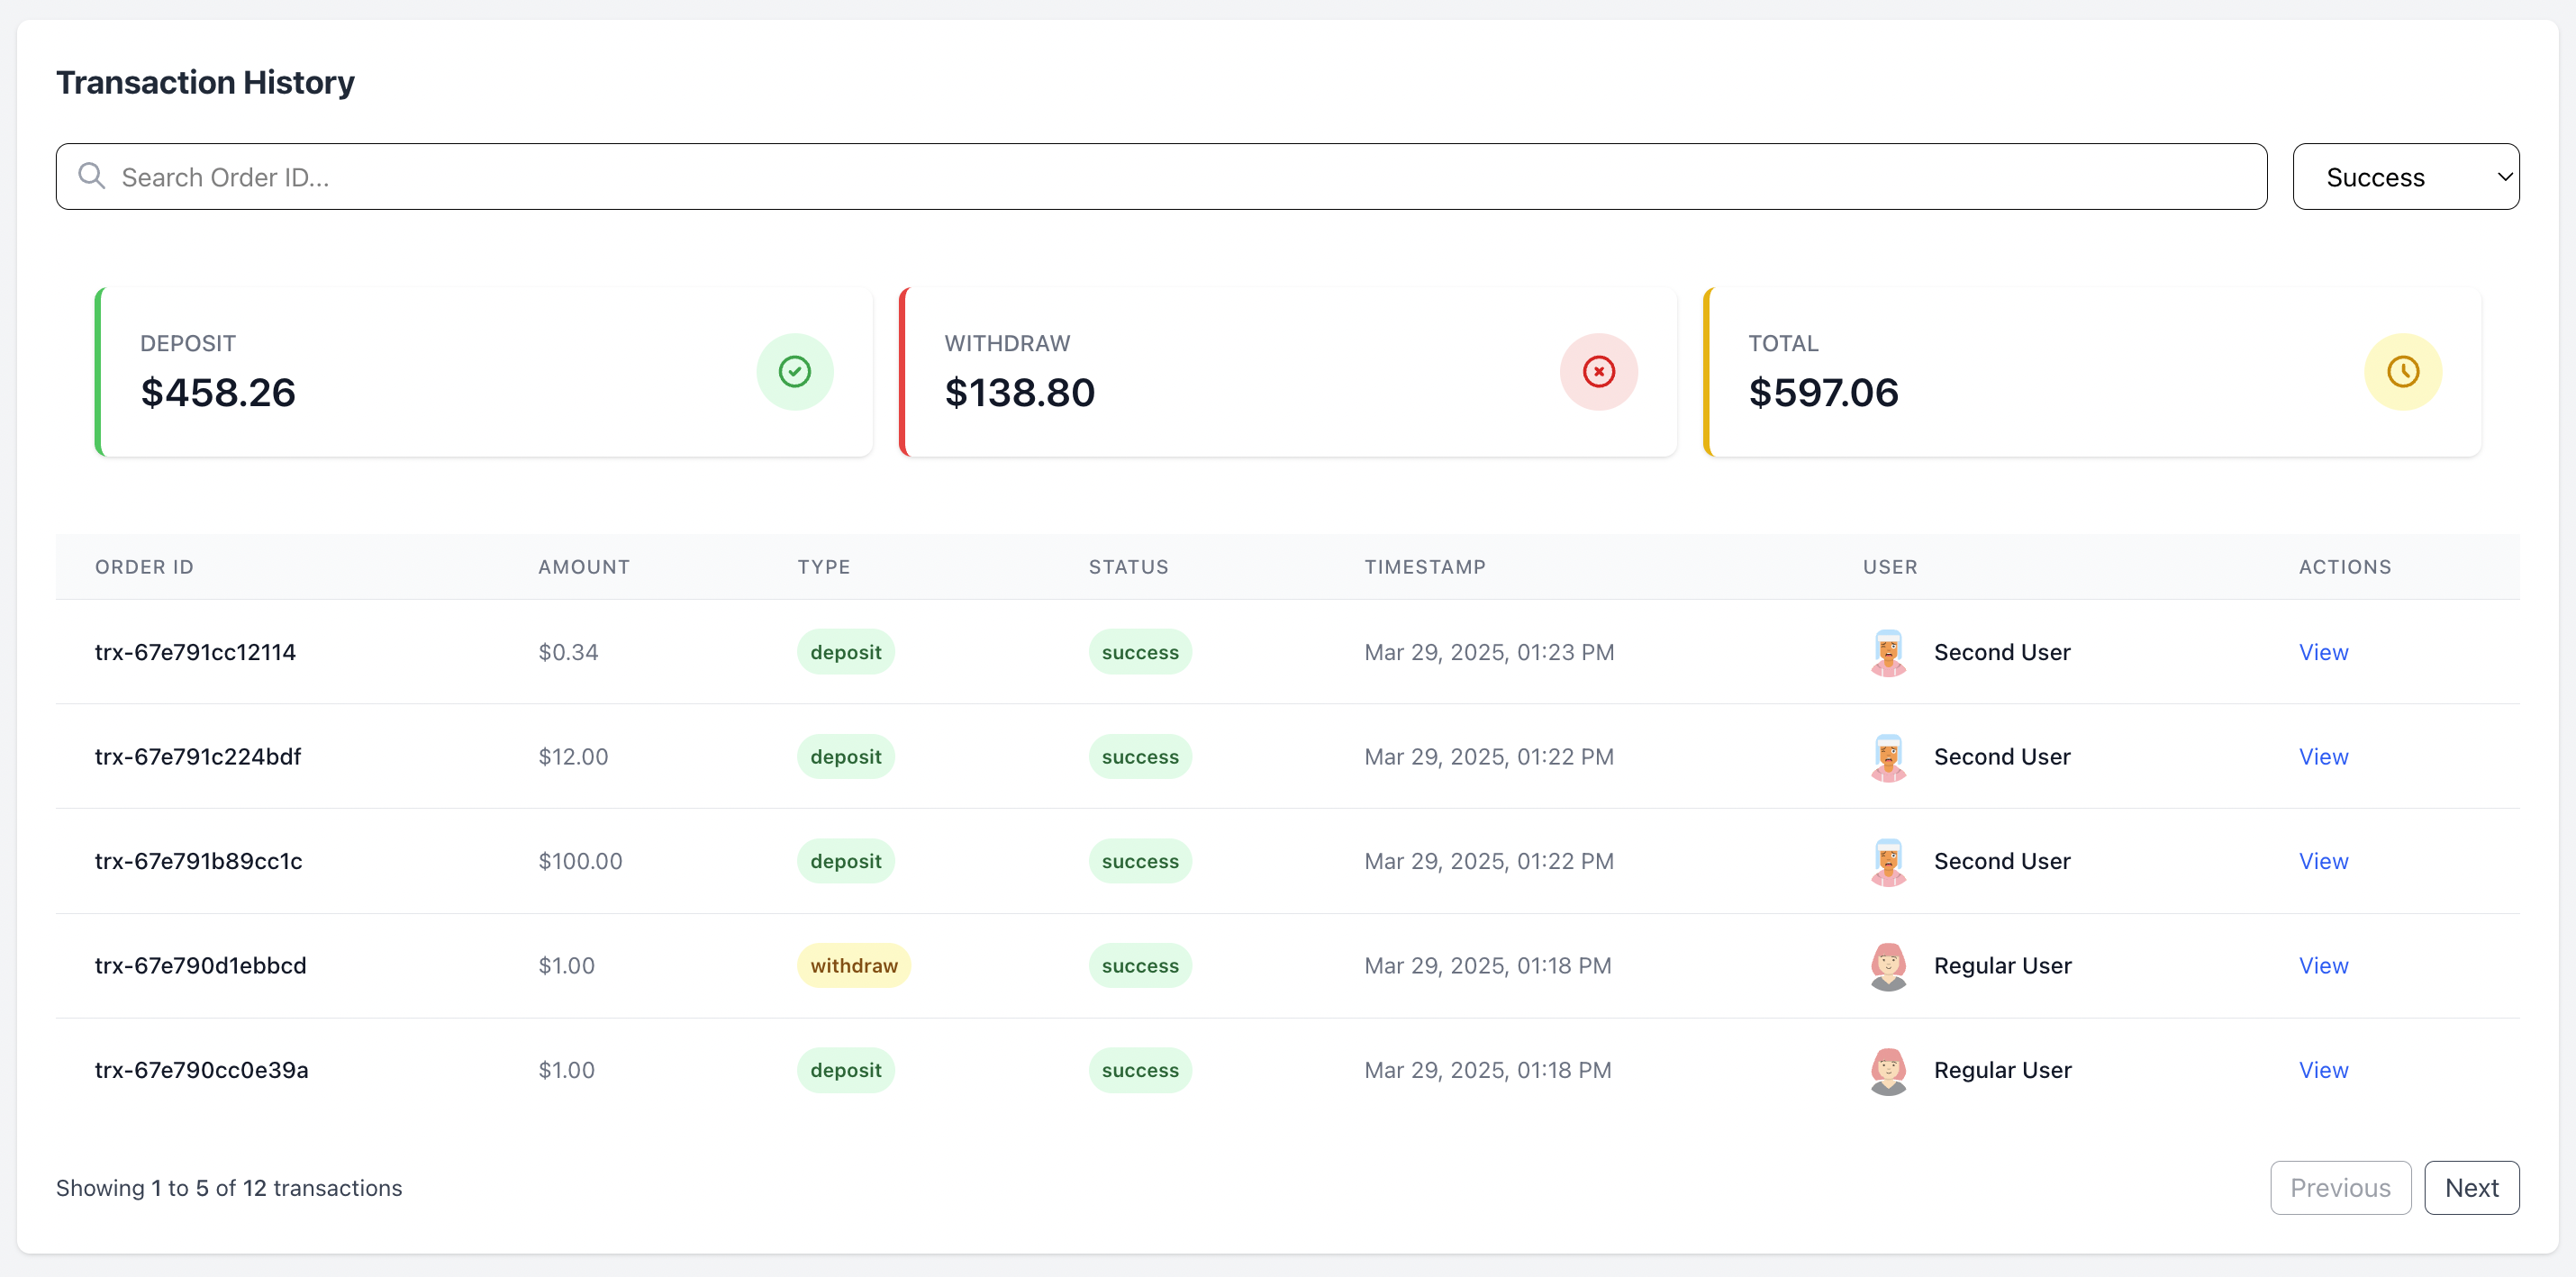 Transaction History
Search Order ID...
Success
DEPOSIT WITHDRAW TOTAL
$458.26 $138.80 $597.06
ORDER ID AMOUNT TYPE STATUS TIMESTAMP USER ACTIONS
trx-67e791cc12114 $0.34 deposit success Mar 29, 2025, 01:23 PM Second User View
trx-67e791c224bdf $12.00 deposit success Mar 29, 2025, 01:22 PM Second User View
trx-67e791b89cc1c $100.00 deposit success Mar 29, 2025, 01:22 PM Second User View
trx-67e790d1ebbcd $1.00 withdraw success Mar 29, 2025, 01:18 PM Regular User View
trx-67e790cc0e39a $1.00 deposit success Mar 29, 2025, 01:18 PM Regular User View
Showing 1 to 5 of 12 transactions Previous Next